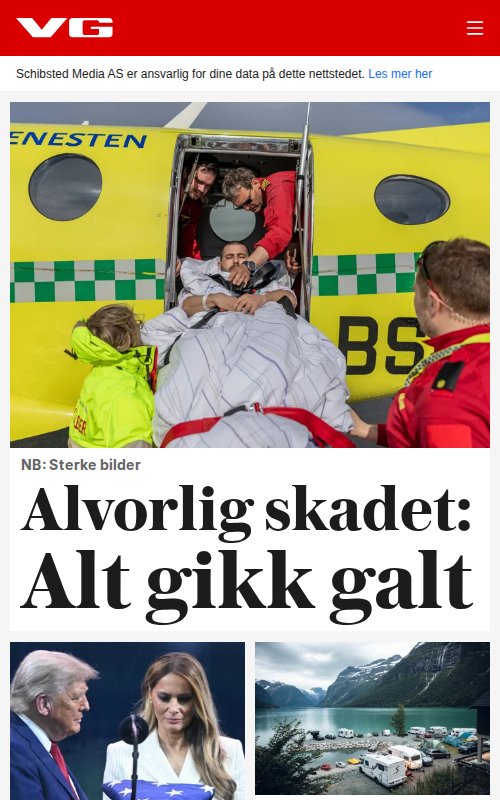 VG
Schibsted Media AS er ansvarlig for dine data på dette nettstedet. Les mer her
ENESTEN
BS
NB: Sterke bilder
Alvorlig skadet:
Alt gikk galt